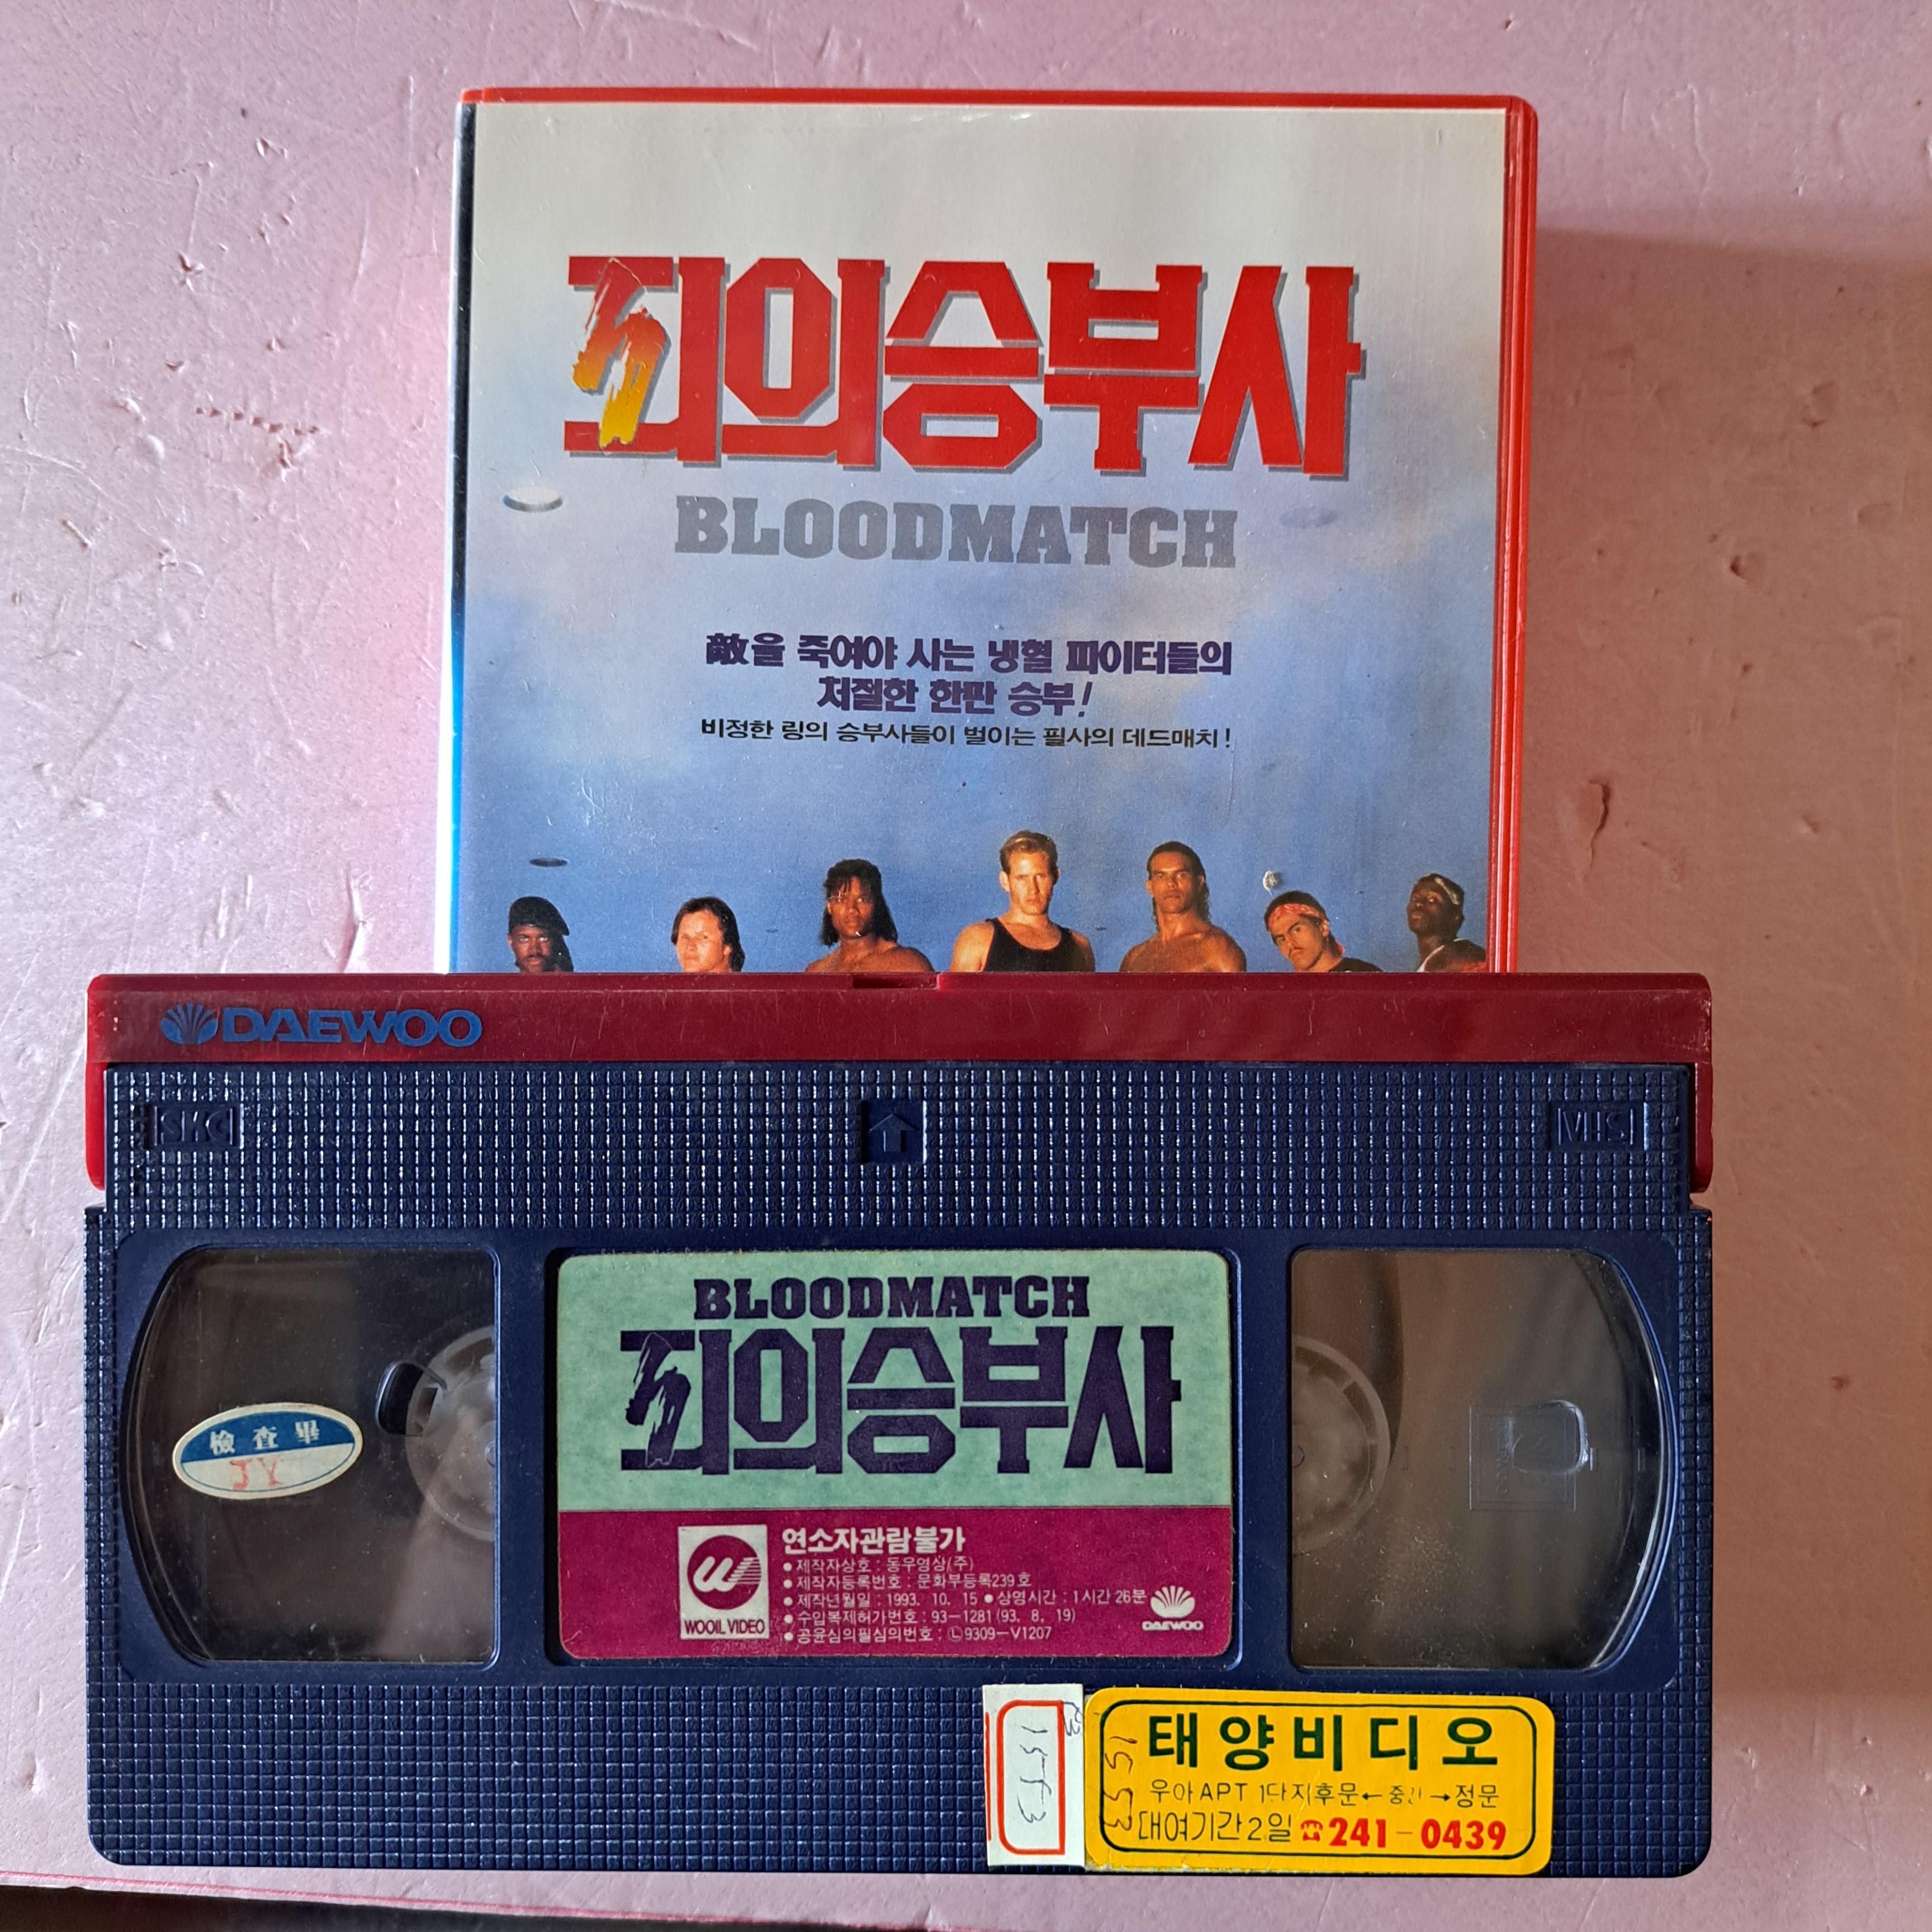 피의승부사
BLOODMATCH
敵을 죽여야 사는 냉혈 파이터들의
처절한 한판 승부!
비정한 링의 승부사들이 벌이는 필사의 데드매치!
DAEWOO
SKC
VHS
BLOODMATCH
피의승부사
檢査畢
JY
WOOIL VIDEO
연소자관람불가
● 제작자상호 : 동우영상(주)
● 제작자등록번호 : 문화부등록239호
● 제작년월일 : 1993. 10. 15 ● 상영시간 : 1시간 26분
● 수입복제허가번호 : 93-1281 (93. 8. 19)
● 공윤심의필심의번호 : Ⓛ9309-V1207
DAEWOO
태양비디오
우아APT 1단지후문←중간→정문
대여기간 2일 ☎241-0439
1553